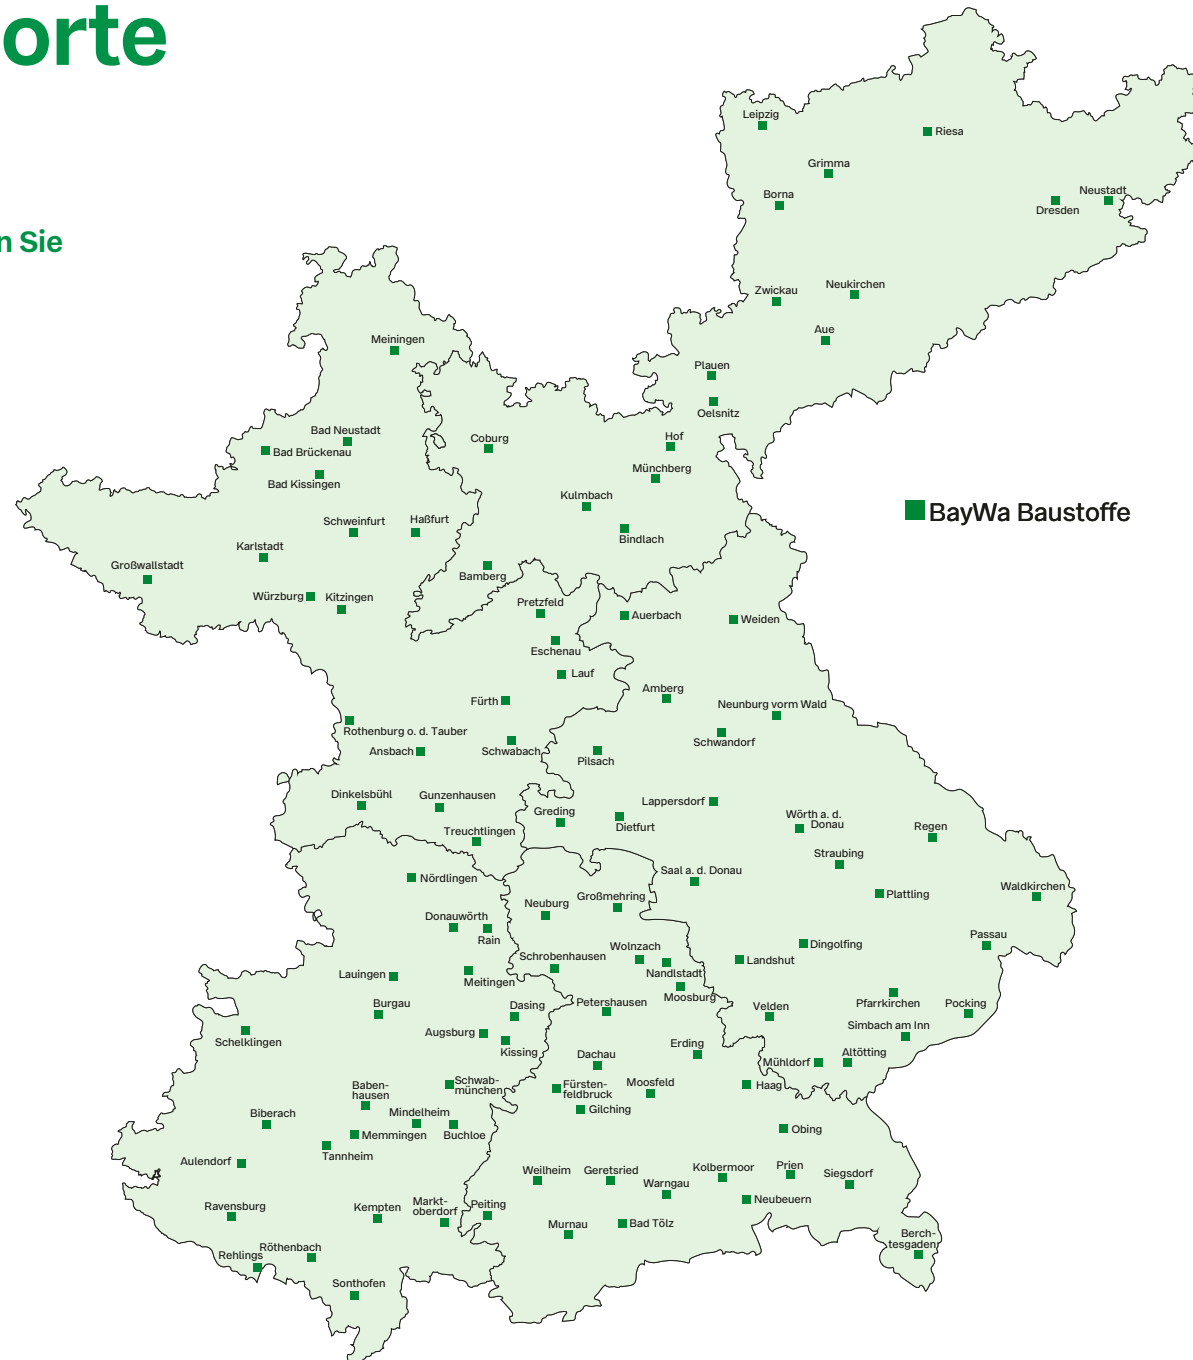 orte
n Sie
Leipzig
Riesa
Grimma
Borna
Neustadt
Dresden
Zwickau
Neukirchen
Aue
Meiningen
Plauen
Oelsnitz
Bad Neustadt
Bad Brückenau
Bad Kissingen
Coburg
Hof
Münchberg
Kulmbach
BayWa Baustoffe
Schweinfurt
Haßfurt
Bindlach
Karlstadt
Großwallstadt
Bamberg
Würzburg
Kitzingen
Pretzfeld
Auerbach
Weiden
Eschenau
Lauf
Amberg
Fürth
Neunburg vorm Wald
Rothenburg o. d. Tauber
Ansbach
Schwabach
Schwandorf
Pilsach
Dinkelsbühl
Gunzenhausen
Lappersdorf
Greding
Dietfurt
Wörth a. d.
Donau
Regen
Treuchtlingen
Straubing
Nördlingen
Saal a. d. Donau
Waldkirchen
Plattling
Großmehring
Neuburg
Donauwörth
Rain
Passau
Dingolfing
Wolnzach
Schrobenhausen
Landshut
Lauingen
Nandlstadt
Meitingen
Moosburg
Burgau
Dasing
Petershausen
Velden
Pfarrkirchen
Pocking
Simbach am Inn
Augsburg
Schelklingen
Kissing
Erding
Dachau
Mühldorf
Altötting
Schwab-
münchen
Fürsten-
feldbruck
Moosfeld
Haag
Baben-
hausen
Gilching
Biberach
Mindelheim
Memmingen
Buchloe
Obing
Tannheim
Aulendorf
Weilheim
Geretsried
Kolbermoor
Prien
Siegsdorf
Warngau
Neubeuern
Ravensburg
Kempten
Markt-
oberdorf
Peiting
Murnau
Bad Tölz
Berch-
tesgaden
Röthenbach
Rehlings
Sonthofen